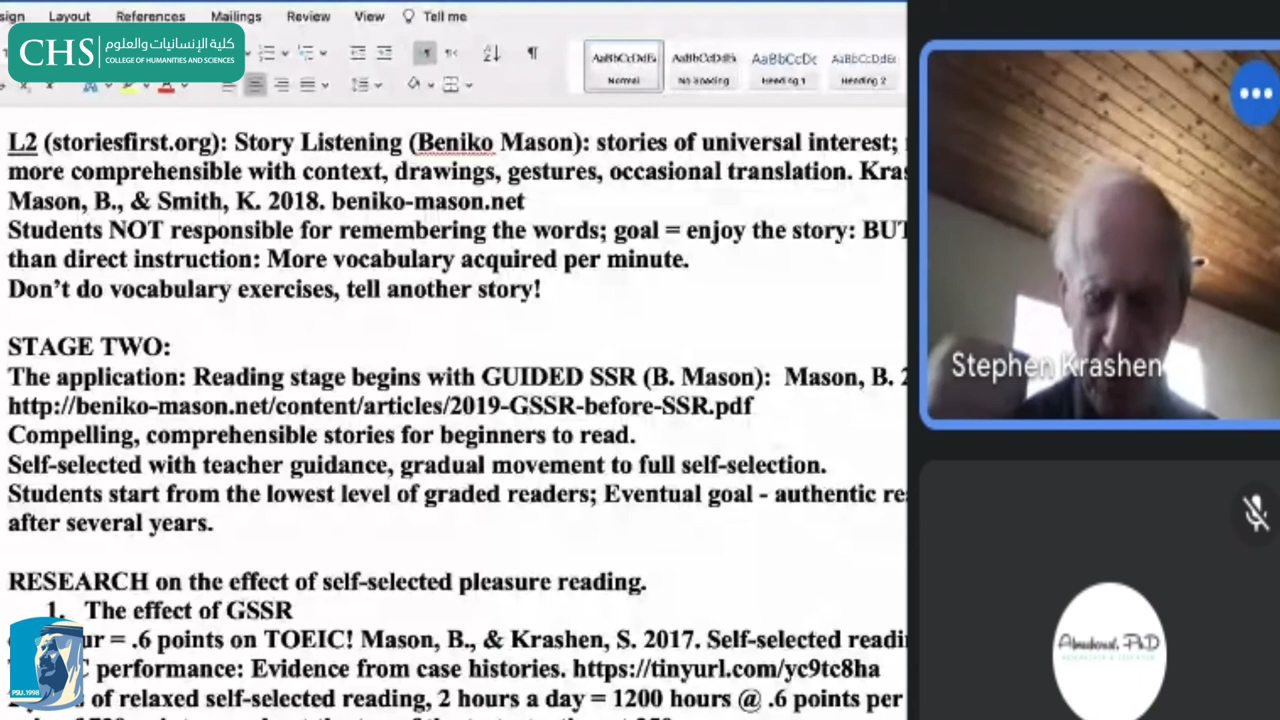 sign Layout References Mailings Review View Tell me
CHS كلية الإنسانيات والعلوم
COLLEGE OF HUMANITIES AND SCIENCES
AaBbCcDdEe AaBbCcDdEe AaBbCcDc AaBbCcDdEe
Normal No Spacing Heading 1 Heading 2
L2 (storiesfirst.org): Story Listening (Beniko Mason): stories of universal interest;
more comprehensible with context, drawings, gestures, occasional translation. Kras
Mason, B., & Smith, K. 2018. beniko-mason.net
Students NOT responsible for remembering the words; goal = enjoy the story: BUT
than direct instruction: More vocabulary acquired per minute.
Don't do vocabulary exercises, tell another story!
STAGE TWO:
The application: Reading stage begins with GUIDED SSR (B. Mason): Mason, B. 2
http://beniko-mason.net/content/articles/2019-GSSR-before-SSR.pdf
Compelling, comprehensible stories for beginners to read.
Self-selected with teacher guidance, gradual movement to full self-selection.
Students start from the lowest level of graded readers; Eventual goal - authentic re
after several years.
RESEARCH on the effect of self-selected pleasure reading.
1. The effect of GSSR
ur = .6 points on TOEIC! Mason, B., & Krashen, S. 2017. Self-selected readi
C performance: Evidence from case histories. https://tinyurl.com/yc9tc8ha
of relaxed self-selected reading, 2 hours a day = 1200 hours @ .6 points per
PSU.1998
Stephen Krashen